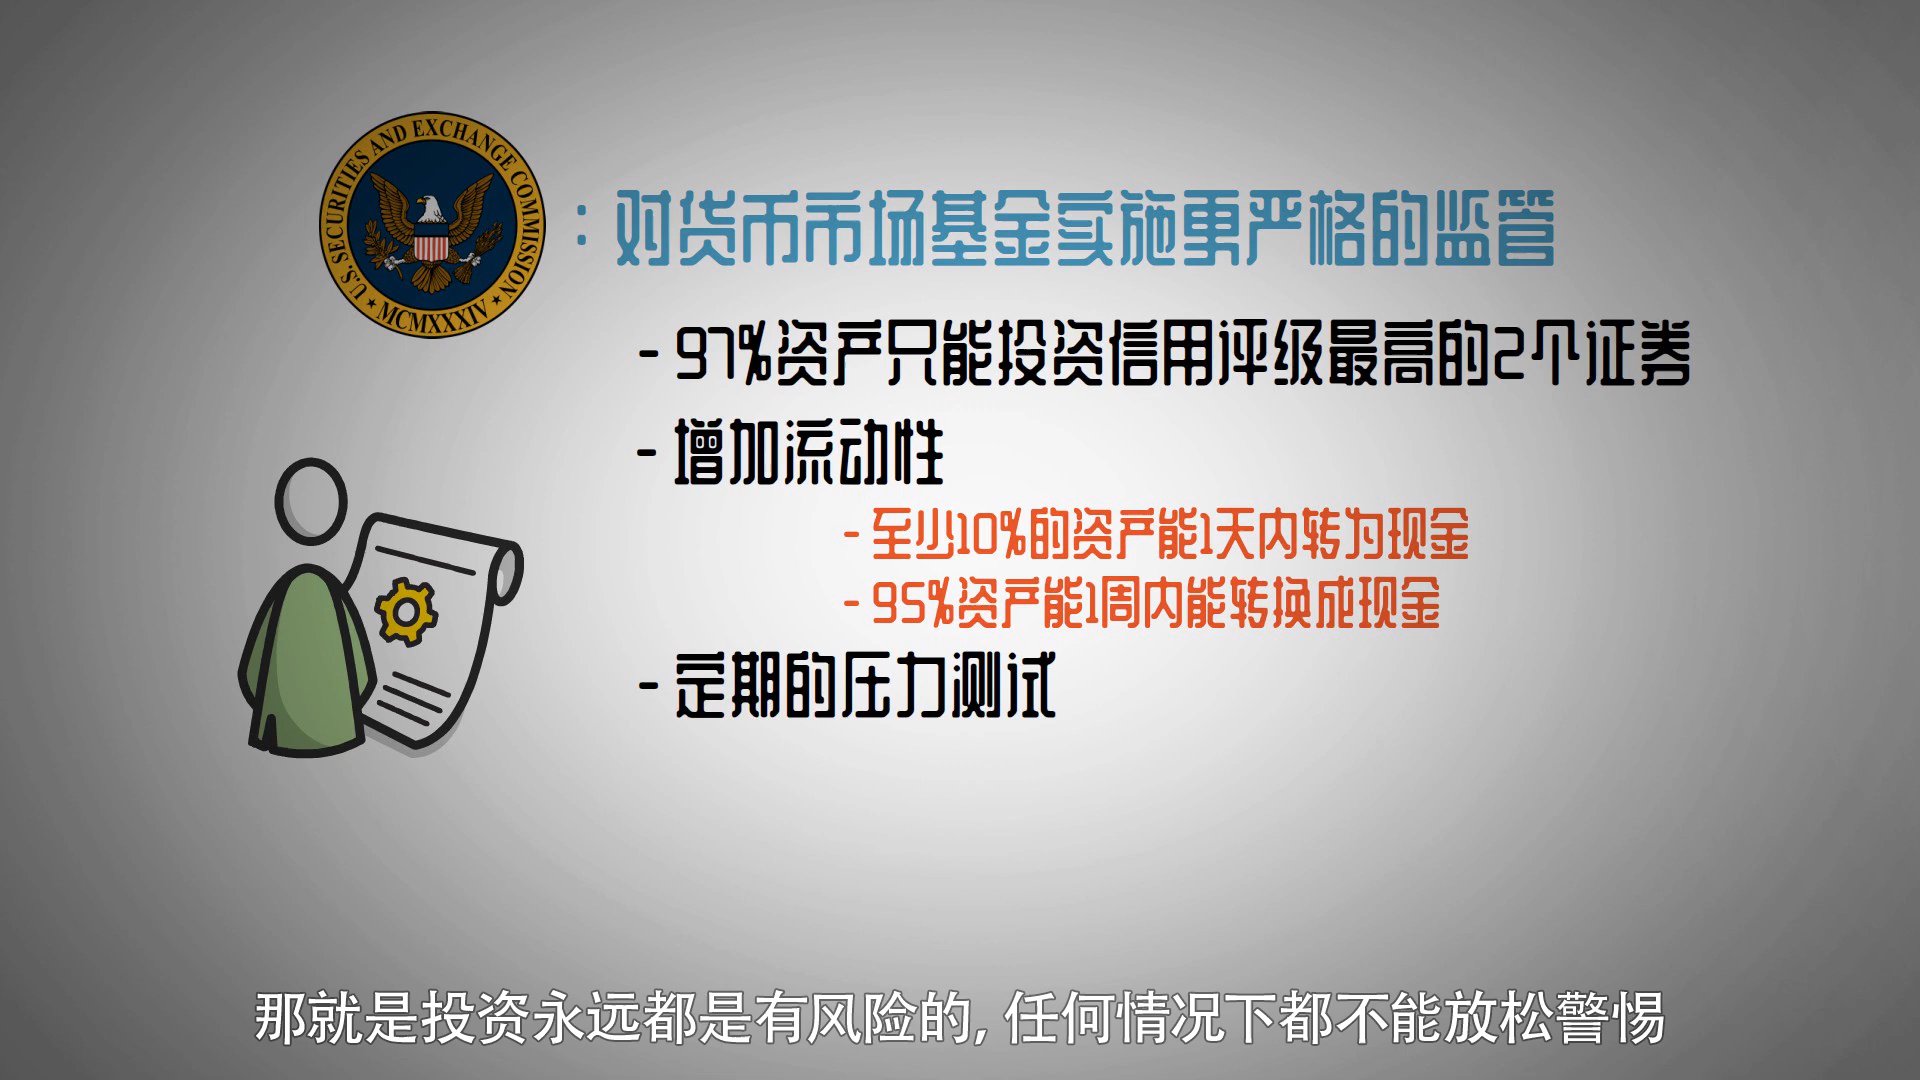 U.S. SECURITIES AND EXCHANGE COMMISSION
MCMXXXIV
：对货币市场基金实施更严格的监管
- 97%资产只能投资信用评级最高的2个证券
- 增加流动性
- 至少10%的资产能1天内转为现金
- 95%资产能1周内能转换成现金
- 定期的压力测试
那就是投资永远都是有风险的, 任何情况下都不能放松警惕